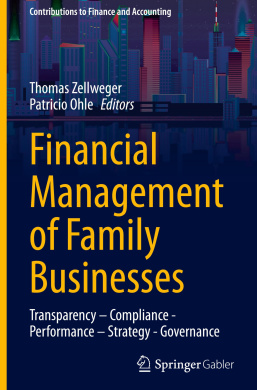 Contributions to Finance and Accounting
Thomas Zellweger
Patricio Ohle Editors
Financial
Management
of Family
Businesses
Transparency – Compliance -
Performance – Strategy - Governance
Springer Gabler